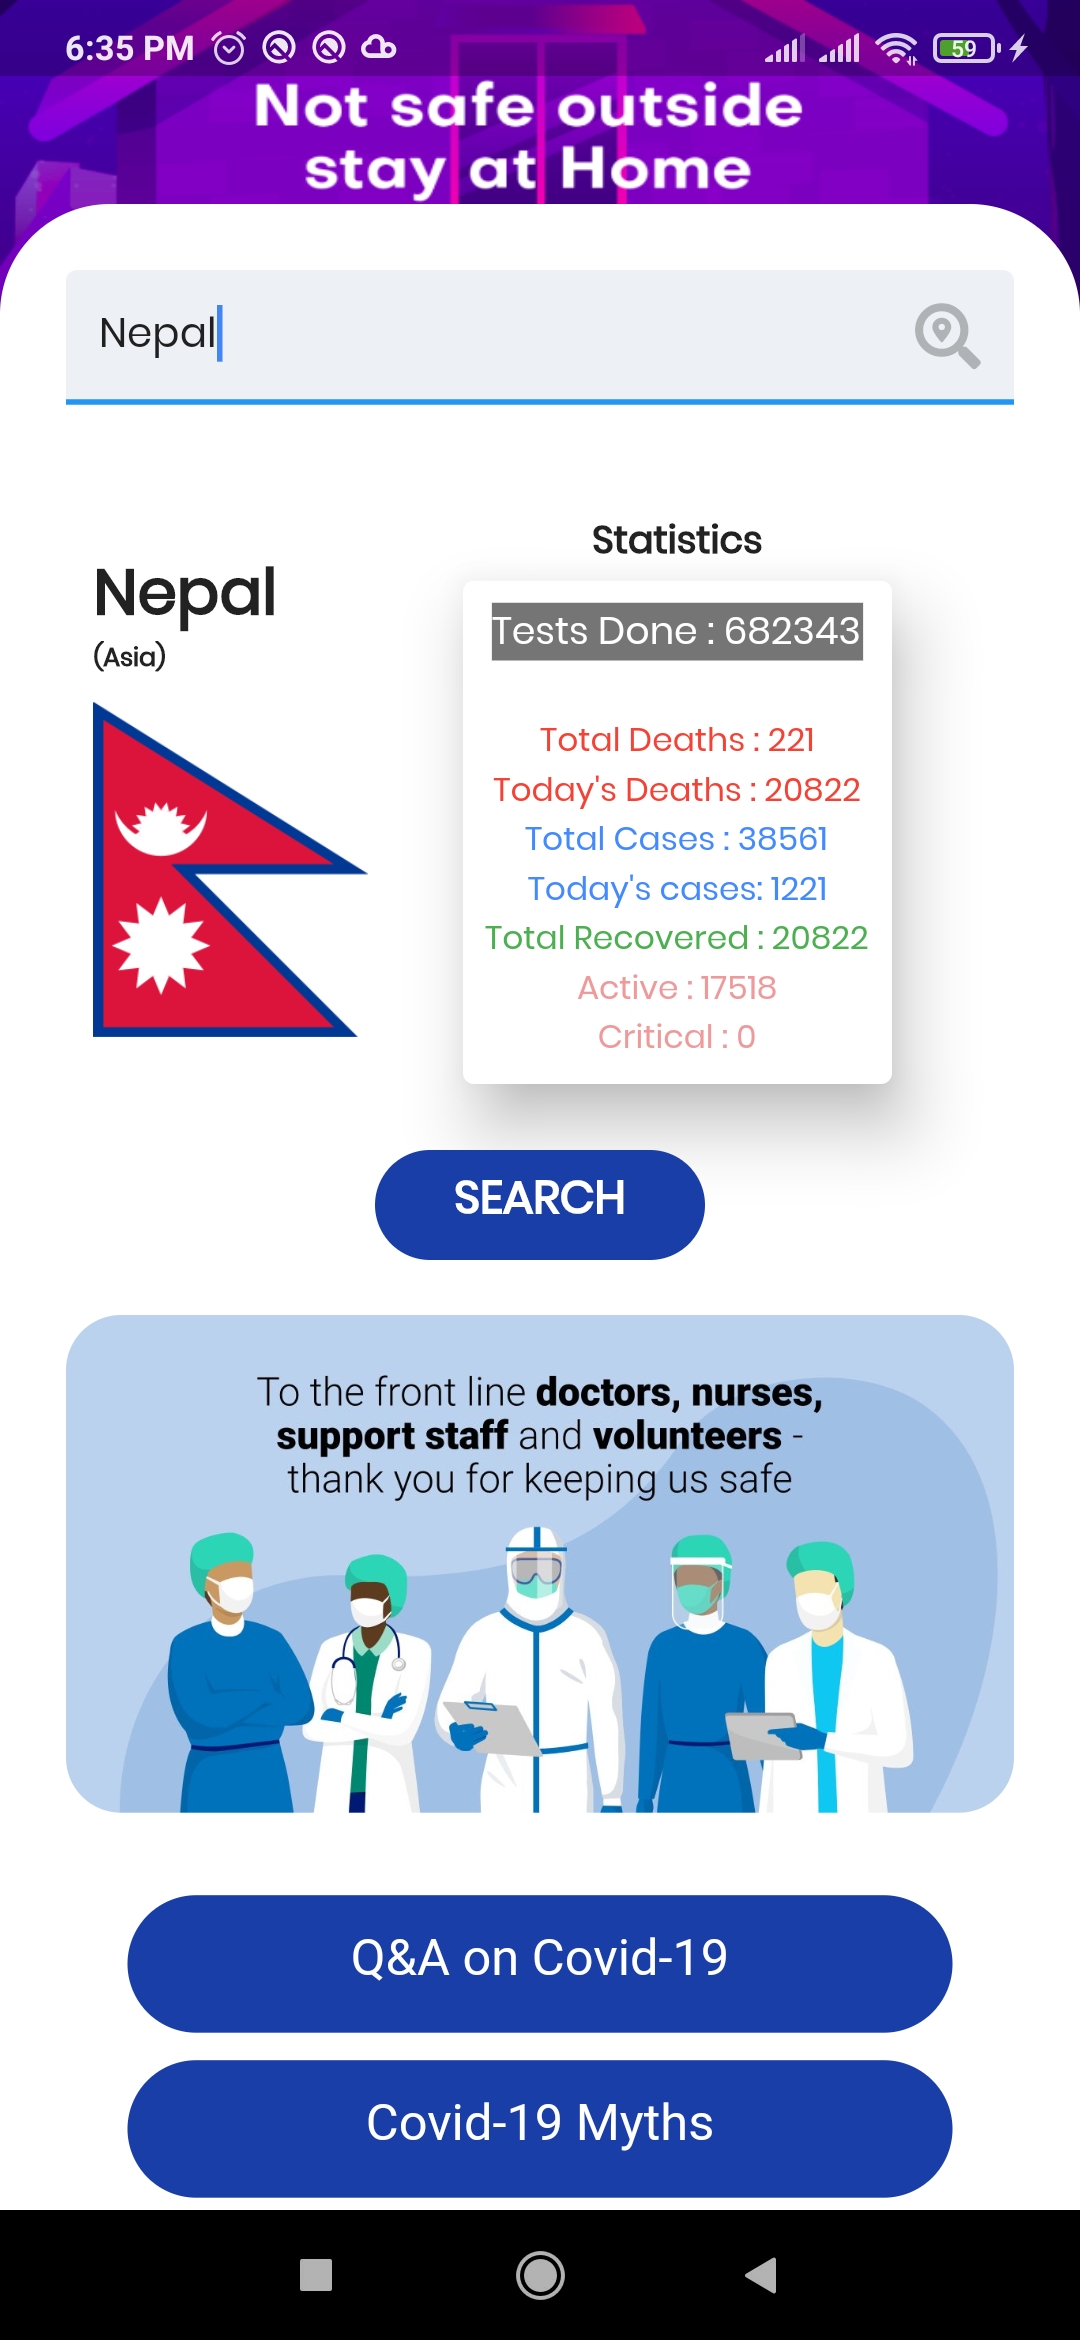 6:35 PM
59
Not safe outside
stay at Home
Nepal
Nepal
(Asia)
Statistics
Tests Done : 682343
Total Deaths : 221
Today's Deaths : 20822
Total Cases : 38561
Today's cases: 1221
Total Recovered : 20822
Active : 17518
Critical : 0
SEARCH
To the front line doctors, nurses,
support staff and volunteers -
thank you for keeping us safe
Q&A on Covid-19
Covid-19 Myths